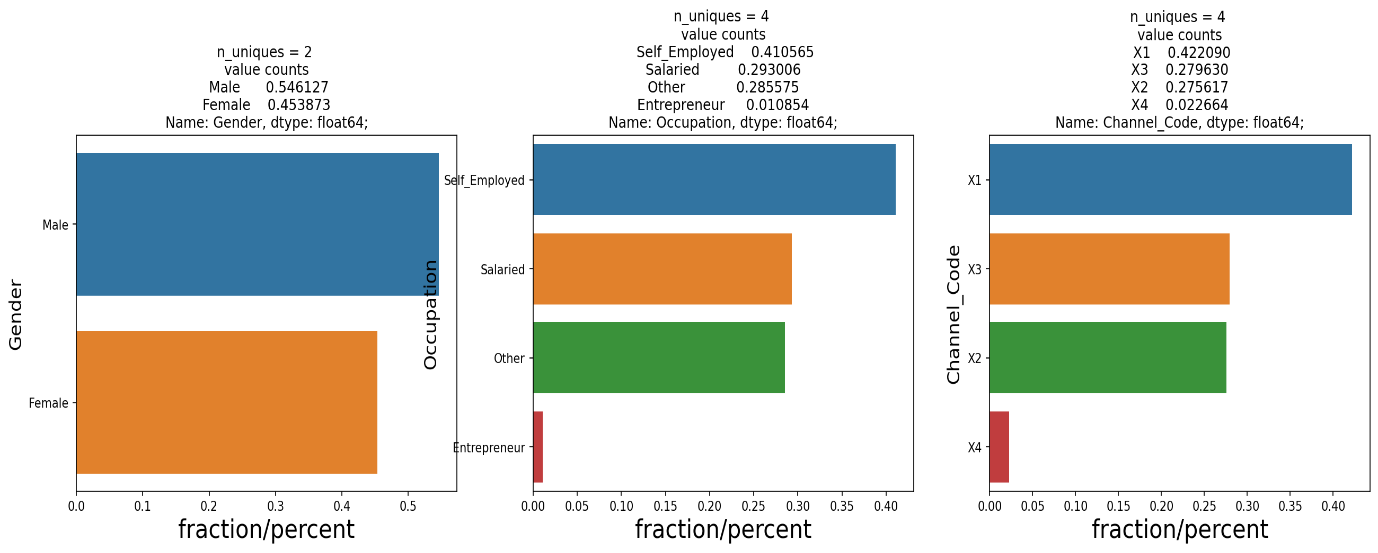 n_uniques = 2
value counts
Male 0.546127
Female 0.453873
Name: Gender, dtype: float64;
Gender
Male
Female
0.0 0.1 0.2 0.3 0.4 0.5
fraction/percent
n_uniques = 4
value counts
Self_Employed 0.410565
Salaried 0.293006
Other 0.285575
Entrepreneur 0.010854
Name: Occupation, dtype: float64;
Occupation
Self_Employed
Salaried
Other
Entrepreneur
0.00 0.05 0.10 0.15 0.20 0.25 0.30 0.35 0.40
fraction/percent
n_uniques = 4
value counts
X1 0.422090
X3 0.279630
X2 0.275617
X4 0.022664
Name: Channel_Code, dtype: float64;
Channel_Code
X1
X3
X2
X4
0.00 0.05 0.10 0.15 0.20 0.25 0.30 0.35 0.40
fraction/percent